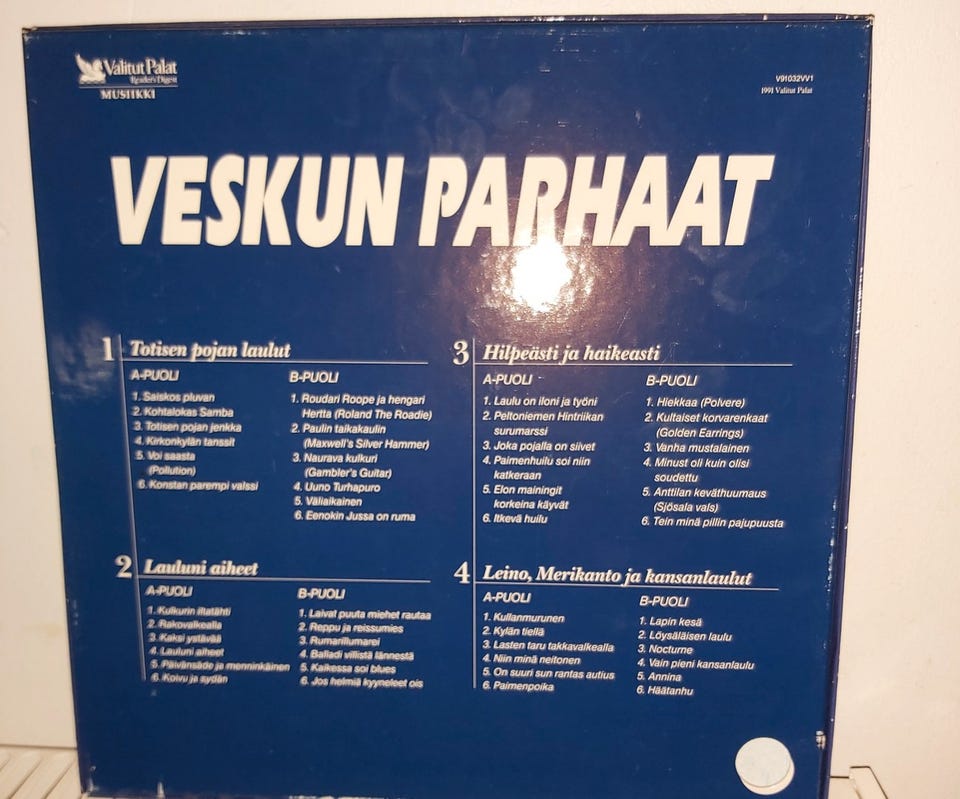 Valitut Palat
Reader's Digest
MUSIIKKI
V91032VV1
1991 Valitut Palat
VESKUN PARHAAT
1 Totisen pojan laulut
A-PUOLI
1. Saiskos pluvan
2. Kohtalokas Samba
3. Totisen pojan jenkka
4. Kirkonkylän tanssit
5. Voi saasta
(Pollution)
6. Konstan parempi valssi
B-PUOLI
1. Roudari Roope ja hengari
Hertta (Roland The Roadie)
2. Paulin taikakaulin
(Maxwell's Silver Hammer)
3. Naurava kulkuri
(Gambler's Guitar)
4. Uuno Turhapuro
5. Väliaikainen
6. Eenokin Jussa on ruma
2 Lauluni aiheet
A-PUOLI
1. Kulkurin iltatähti
2. Rakovalkealla
3. Kaksi ystävää
4. Lauluni aiheet
5. Päivänsäde ja menninkäinen
6. Koivu ja sydän
B-PUOLI
1. Laivat puuta miehet rautaa
2. Reppu ja reissumies
3. Rumarillumarei
4. Balladi villistä lännestä
5. Kaikessa soi blues
6. Jos helmiä kyyneleet ois
3 Hilpeästi ja haikeasti
A-PUOLI
1. Laulu on iloni ja työni
2. Peltoniemen Hintriikan
surumarssi
3. Joka pojalla on siivet
4. Paimenhuilu soi niin
katkeraan
5. Elon mainingit
korkeina käyvät
6. Itkevä huilu
B-PUOLI
1. Hiekkaa (Polvere)
2. Kultaiset korvarenkaat
(Golden Earrings)
3. Vanha mustalainen
4. Minust oli kuin olisi
soudettu
5. Anttilan keväthuumaus
(Sjösala vals)
6. Tein minä pillin pajupuusta
4 Leino, Merikanto ja kansanlaulut
A-PUOLI
1. Kullanmurunen
2. Kylän tiellä
3. Lasten taru takkavalkealla
4. Niin minä neitonen
5. On suuri sun rantas autius
6. Paimenpoika
B-PUOLI
1. Lapin kesä
2. Löysäläisen laulu
3. Nocturne
4. Vain pieni kansanlaulu
5. Annina
6. Häätanhu